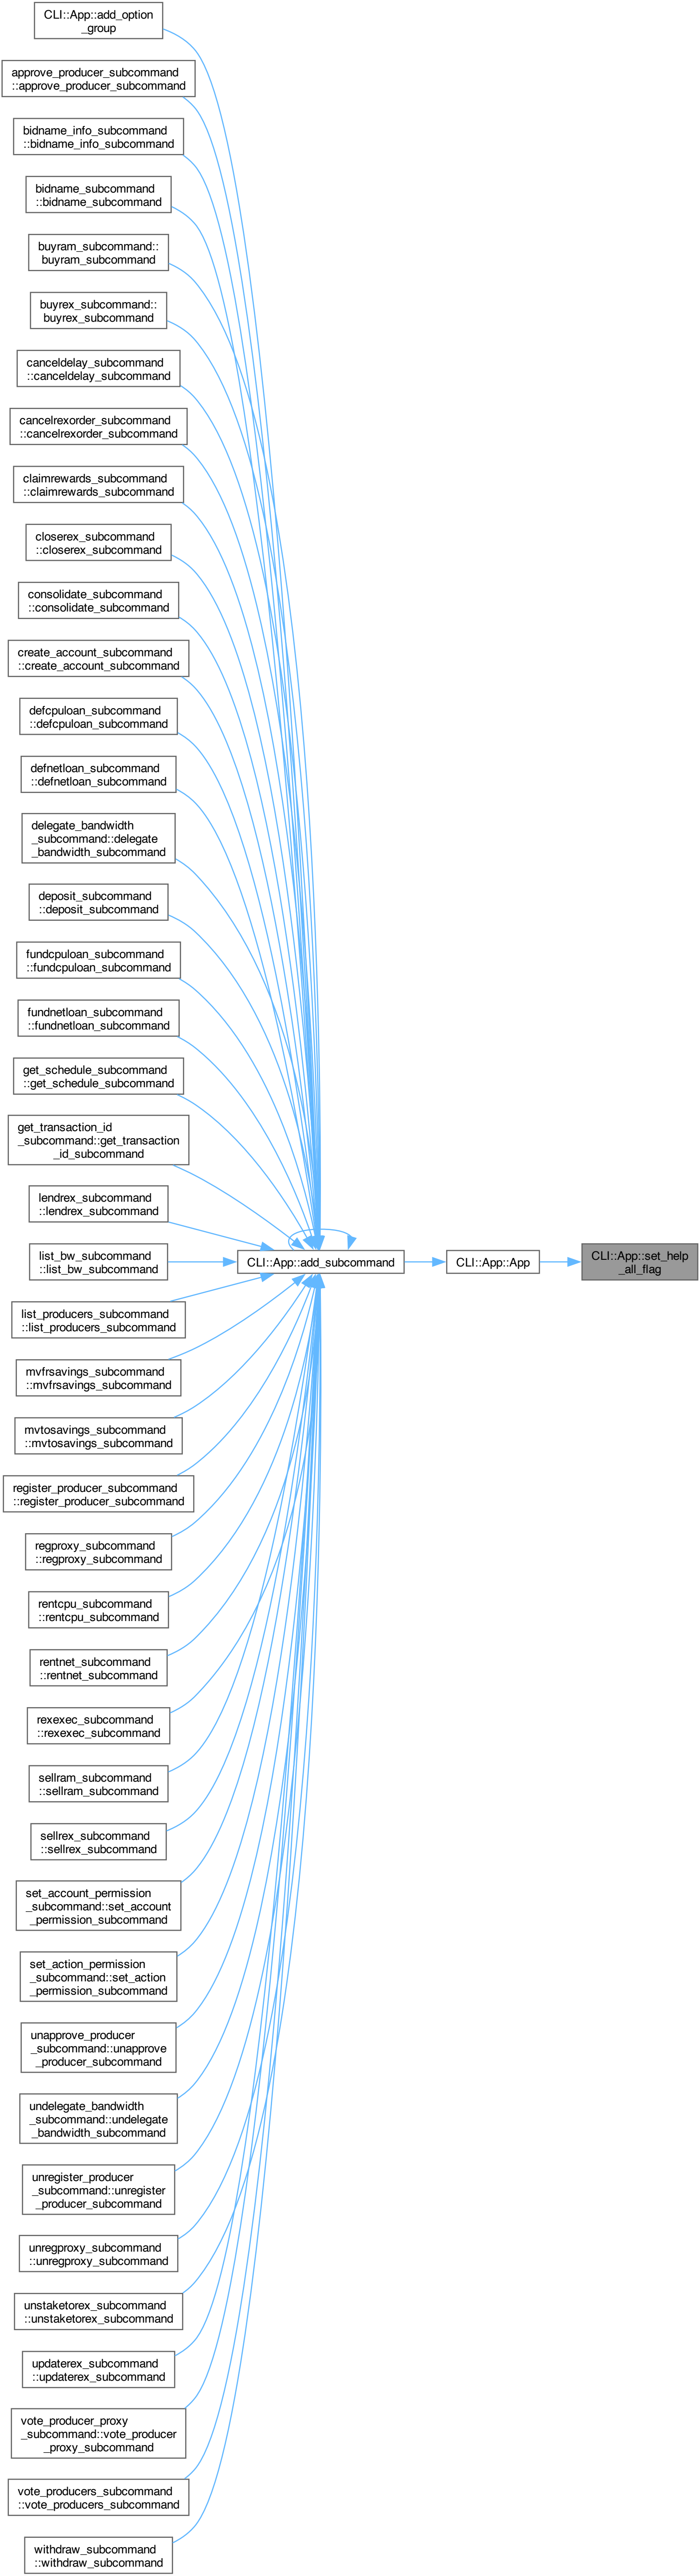 CLI::App::add_option
_group
approve_producer_subcommand
::approve_producer_subcommand
bidname_info_subcommand
::bidname_info_subcommand
bidname_subcommand
::bidname_subcommand
buyram_subcommand::
buyram_subcommand
buyrex_subcommand::
buyrex_subcommand
canceldelay_subcommand
::canceldelay_subcommand
cancelrexorder_subcommand
::cancelrexorder_subcommand
claimrewards_subcommand
::claimrewards_subcommand
closerex_subcommand
::closerex_subcommand
consolidate_subcommand
::consolidate_subcommand
create_account_subcommand
::create_account_subcommand
defcpuloan_subcommand
::defcpuloan_subcommand
defnetloan_subcommand
::defnetloan_subcommand
delegate_bandwidth
_subcommand::delegate
_bandwidth_subcommand
deposit_subcommand
::deposit_subcommand
fundcpuloan_subcommand
::fundcpuloan_subcommand
fundnetloan_subcommand
::fundnetloan_subcommand
get_schedule_subcommand
::get_schedule_subcommand
get_transaction_id
_subcommand::get_transaction
_id_subcommand
lendrex_subcommand
::lendrex_subcommand
list_bw_subcommand
::list_bw_subcommand
CLI::App::add_subcommand
CLI::App::App
CLI::App::set_help
_all_flag
list_producers_subcommand
::list_producers_subcommand
mvfrsavings_subcommand
::mvfrsavings_subcommand
mvtosavings_subcommand
::mvtosavings_subcommand
register_producer_subcommand
::register_producer_subcommand
regproxy_subcommand
::regproxy_subcommand
rentcpu_subcommand
::rentcpu_subcommand
rentnet_subcommand
::rentnet_subcommand
rexexec_subcommand
::rexexec_subcommand
sellram_subcommand
::sellram_subcommand
sellrex_subcommand
::sellrex_subcommand
set_account_permission
_subcommand::set_account
_permission_subcommand
set_action_permission
_subcommand::set_action
_permission_subcommand
unapprove_producer
_subcommand::unapprove
_producer_subcommand
undelegate_bandwidth
_subcommand::undelegate
_bandwidth_subcommand
unregister_producer
_subcommand::unregister
_producer_subcommand
unregproxy_subcommand
::unregproxy_subcommand
unstaketorex_subcommand
::unstaketorex_subcommand
updaterex_subcommand
::updaterex_subcommand
vote_producer_proxy
_subcommand::vote_producer
_proxy_subcommand
vote_producers_subcommand
::vote_producers_subcommand
withdraw_subcommand
::withdraw_subcommand